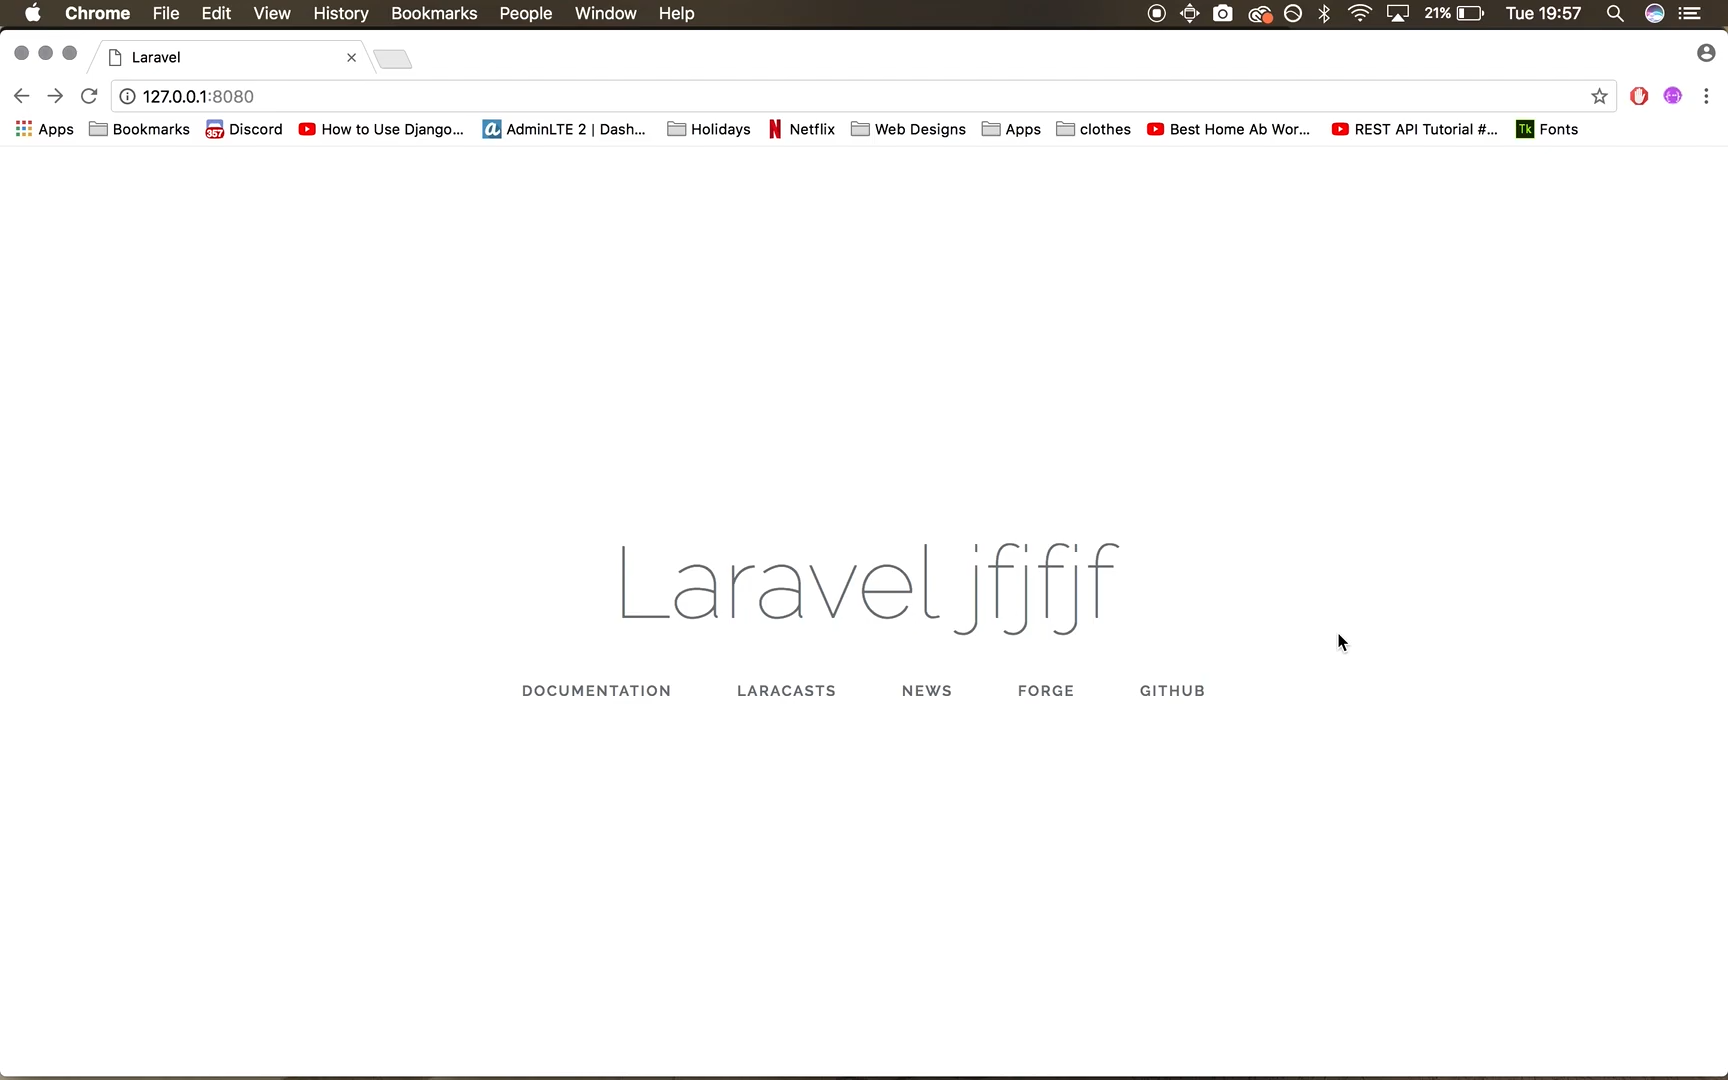 Chrome File Edit View History Bookmarks People Window Help 21% Tue 19:57
Laravel
127.0.0.1:8080
Apps Bookmarks 357 Discord How to Use Django... a AdminLTE 2 | Dash... Holidays N Netflix Web Designs Apps clothes Best Home Ab Wor... REST API Tutorial #... Tk Fonts
Laravel jfjfjf
DOCUMENTATION LARACASTS NEWS FORGE GITHUB